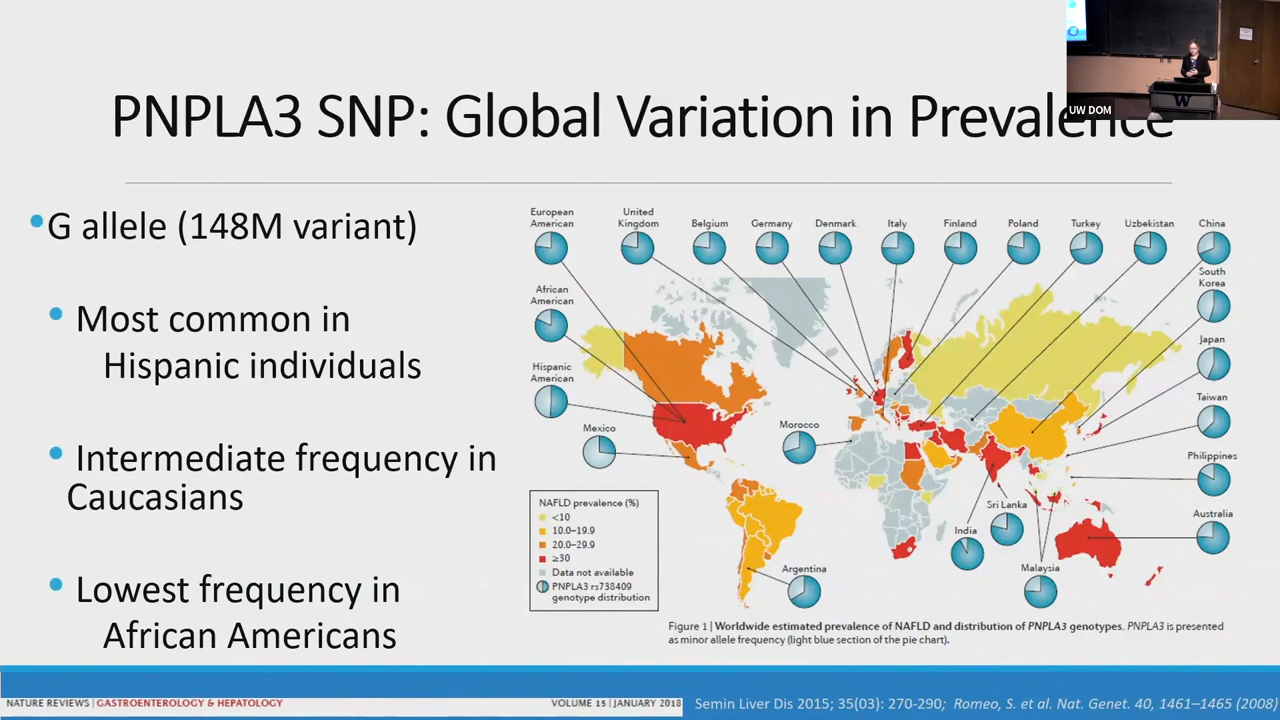 UW DOM
PNPLA3 SNP: Global Variation in Prevalence
•G allele (148M variant)
• Most common in
Hispanic individuals
• Intermediate frequency in
Caucasians
• Lowest frequency in
African Americans
European
American
United
Kingdom
Belgium
Germany
Denmark
Italy
Finland
Poland
Turkey
Uzbekistan
China
African
American
Hispanic
American
Mexico
Morocco
South
Korea
Japan
Taiwan
Philippines
Australia
Sri Lanka
India
Malaysia
Argentina
NAFLD prevalence (%)
<10
10.0–19.9
20.0–29.9
≥30
Data not available
PNPLA3 rs738409
genotype distribution
Figure 1 | Worldwide estimated prevalence of NAFLD and distribution of PNPLA3 genotypes. PNPLA3 is presented
as minor allele frequency (light blue section of the pie chart).
NATURE REVIEWS | GASTROENTEROLOGY & HEPATOLOGY
VOLUME 15 | JANUARY 2018
Semin Liver Dis 2015; 35(03): 270-290; Romeo, S. et al. Nat. Genet. 40, 1461–1465 (2008)
W